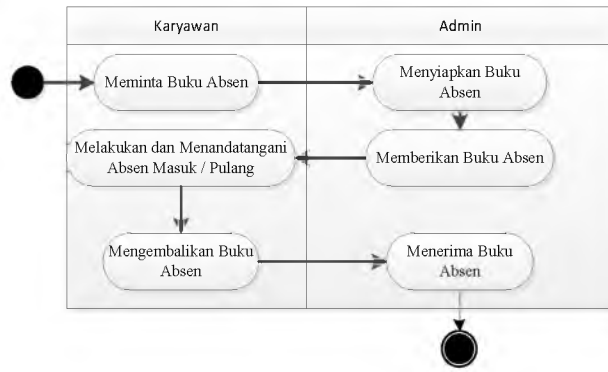 Karyawan
Admin
Meminta Buku Absen
Menyiapkan Buku
Absen
Melakukan dan Menandatangani
Absen Masuk / Pulang
Memberikan Buku Absen
Mengembalikan Buku
Absen
Menerima Buku
Absen